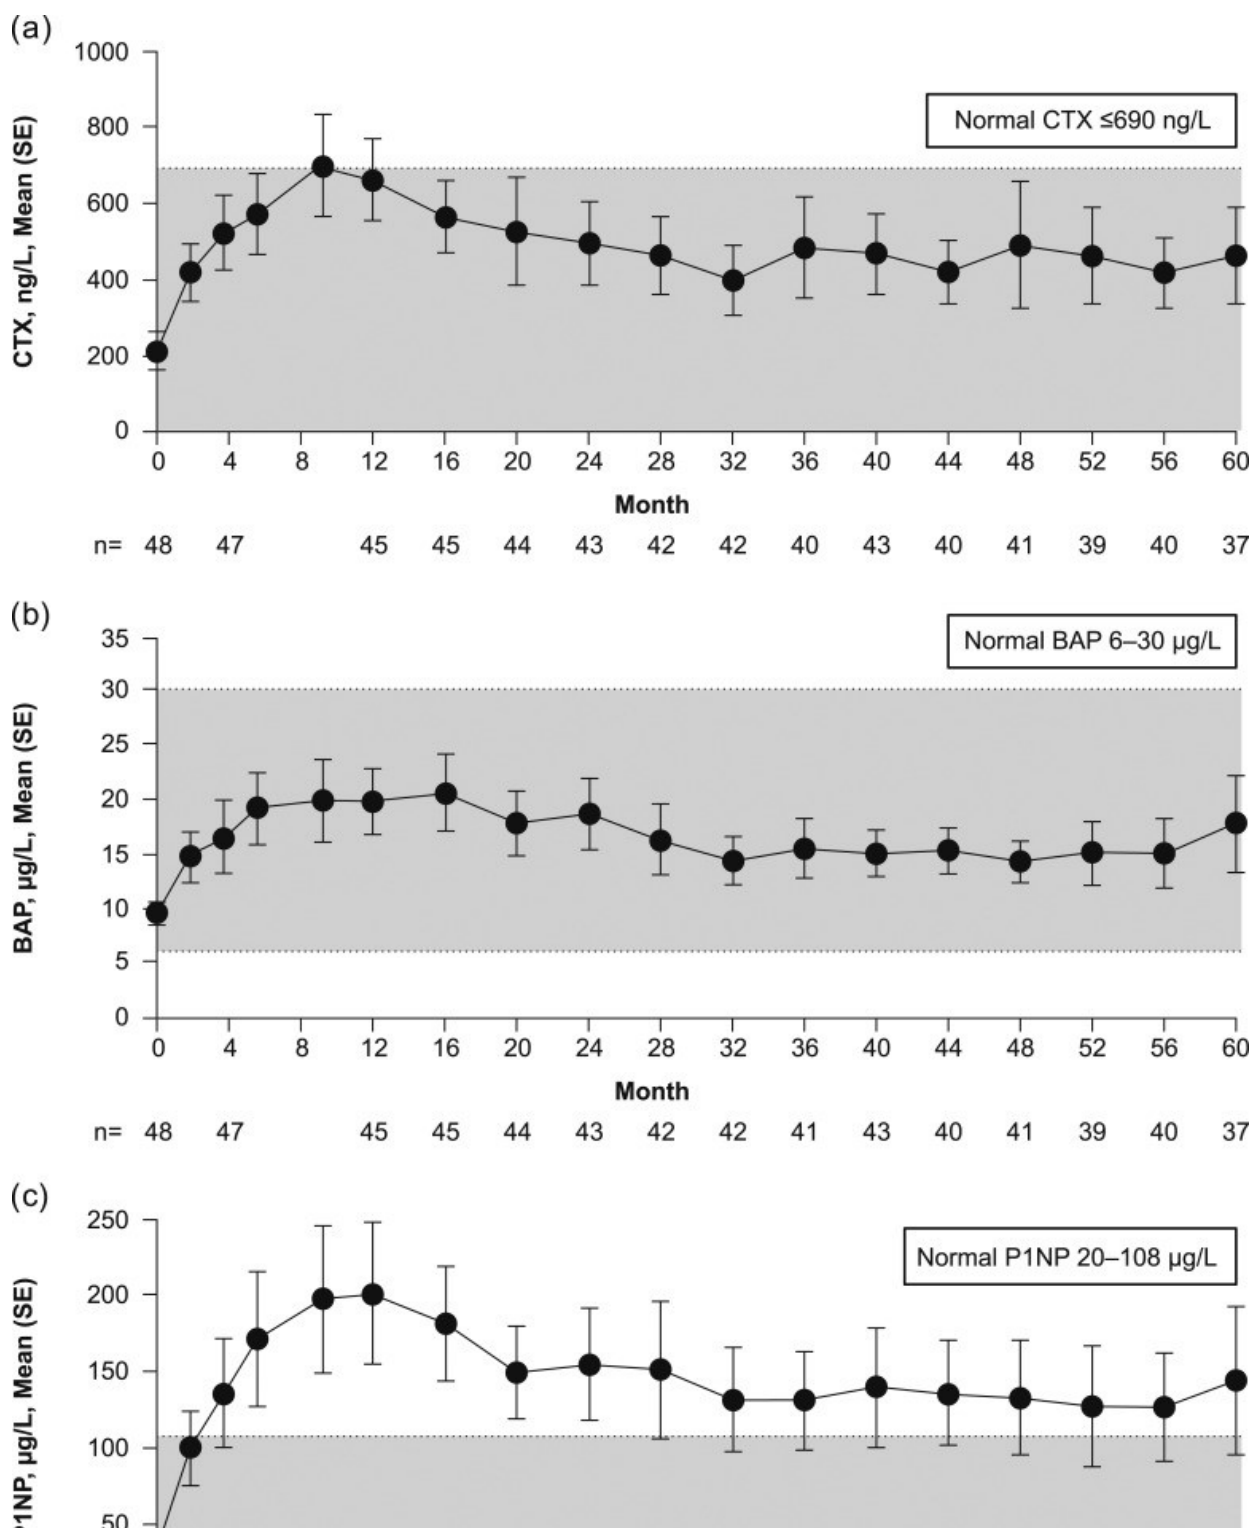 (a)
1000
800
600
400
200
0
CTX, ng/L, Mean (SE)
Normal CTX ≤690 ng/L
0 4 8 12 16 20 24 28 32 36 40 44 48 52 56 60
Month
n= 48 47 45 45 44 43 42 42 40 43 40 41 39 40 37
(b)
35
30
25
20
15
10
5
0
BAP, µg/L, Mean (SE)
Normal BAP 6–30 µg/L
0 4 8 12 16 20 24 28 32 36 40 44 48 52 56 60
Month
n= 48 47 45 45 44 43 42 42 41 43 40 41 39 40 37
(c)
250
200
150
100
50
P1NP, µg/L, Mean (SE)
Normal P1NP 20–108 µg/L